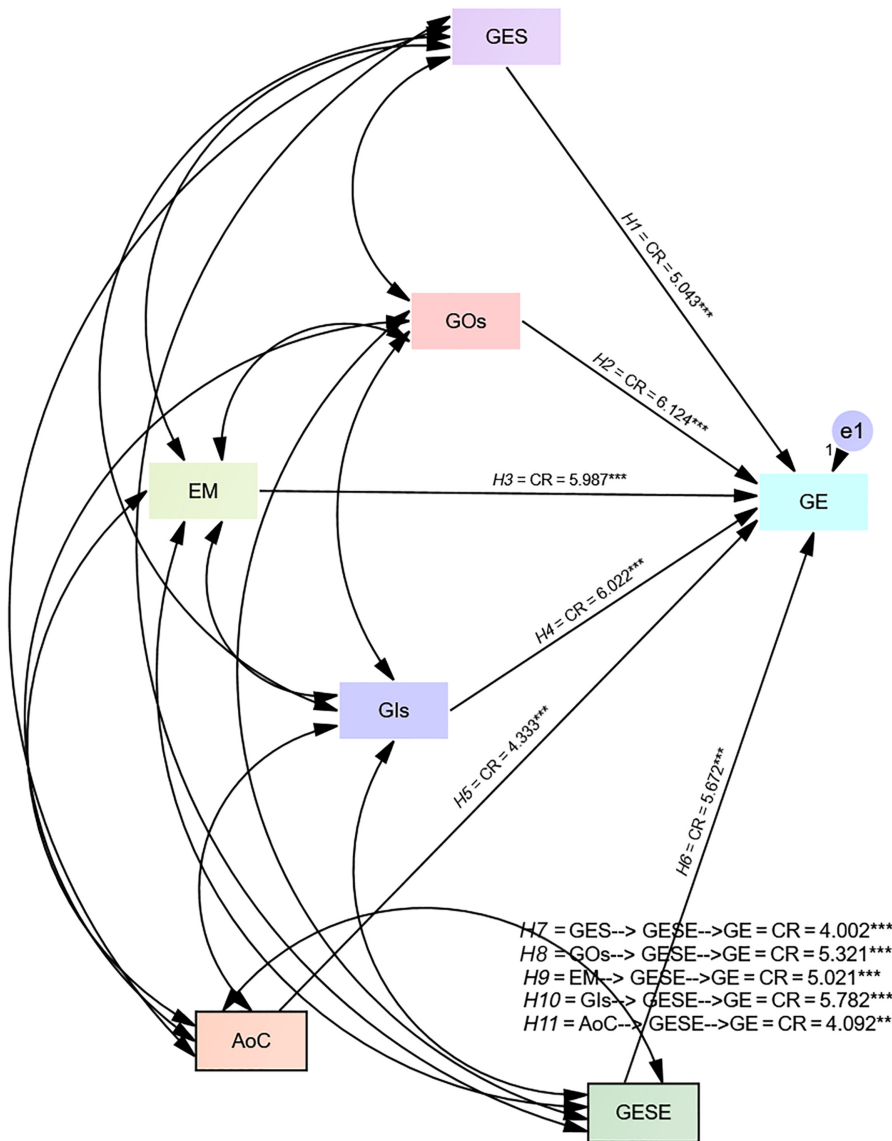 GES
H1 = CR = 5.043***
GOs
H2 = CR = 6.124***
e1
1
EM
H3 = CR = 5.987***
GE
H4 = CR = 6.022***
GIs
H5 = CR = 4.333***
H6 = CR = 5.672***
H7 = GES--> GESE-->GE = CR = 4.002***
H8 = GOs--> GESE-->GE = CR = 5.321***
H9 = EM--> GESE-->GE = CR = 5.021***
H10 = GIs--> GESE-->GE = CR = 5.782***
H11 = AoC--> GESE-->GE = CR = 4.092**
AoC
GESE